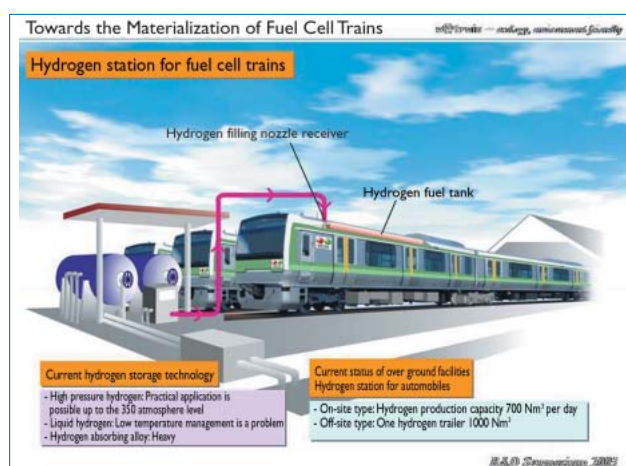 Towards the Materialization of Fuel Cell Trains
Hydrogen station for fuel cell trains
Hydrogen filling nozzle receiver
Hydrogen fuel tank
Current hydrogen storage technology
- High pressure hydrogen: Practical application is
possible up to the 350 atmosphere level
- Liquid hydrogen: Low temperature management is a problem
- Hydrogen absorbing alloy: Heavy
Current status of over ground facilities
Hydrogen station for automobiles
- On-site type: Hydrogen production capacity 700 Nm³ per day
- Off-site type: One hydrogen trailer 1000 Nm³
R&D Symposium